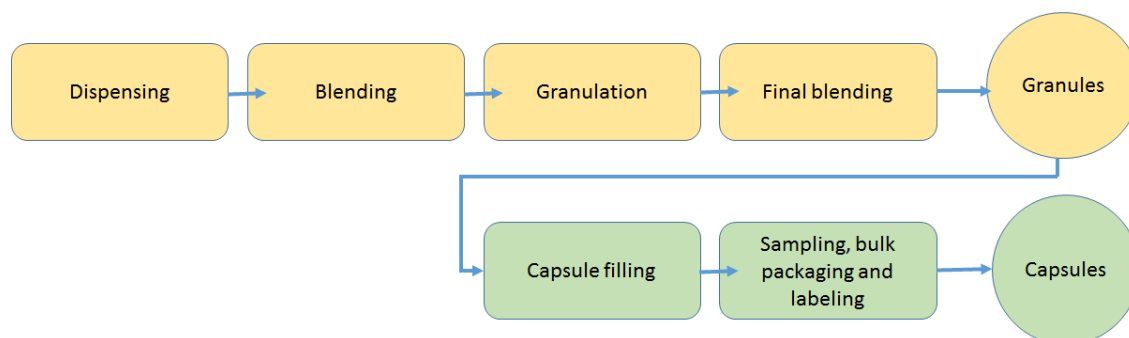 Dispensing
Blending
Granulation
Final blending
Granules
Capsule filling
Sampling, bulk
packaging and
labeling
Capsules